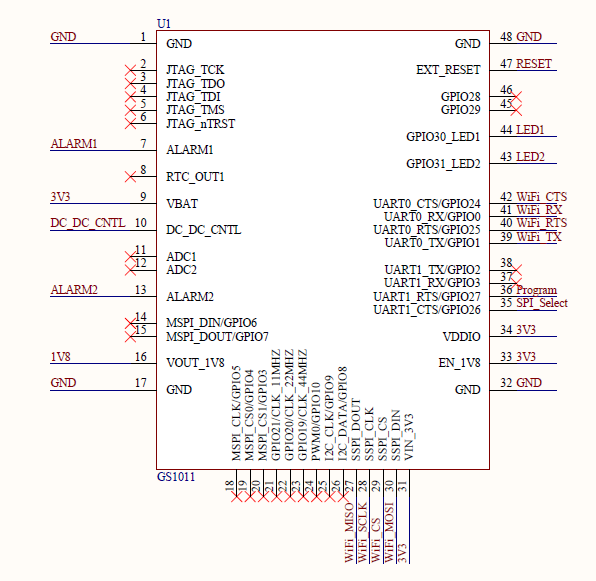 U1
GND 1 GND GND 48 GND
2 JTAG_TCK EXT_RESET 47 RESET
3 JTAG_TDO
4 JTAG_TDI GPIO28 46
5 JTAG_TMS GPIO29 45
6 JTAG_nTRST
GPIO30_LED1 44 LED1
ALARM1 7 ALARM1
GPIO31_LED2 43 LED2
8 RTC_OUT1
3V3 9 VBAT UART0_CTS/GPIO24 42 WiFi_CTS
UART0_RX/GPIO0 41 WiFi_RX
DC_DC_CNTL 10 DC_DC_CNTL UART0_RTS/GPIO25 40 WiFi_RTS
UART0_TX/GPIO1 39 WiFi_TX
11 ADC1
12 ADC2 UART1_TX/GPIO2 38
UART1_RX/GPIO3 37
ALARM2 13 ALARM2 UART1_RTS/GPIO27 36 Program
UART1_CTS/GPIO26 35 SPI_Select
14 MSPI_DIN/GPIO6
15 MSPI_DOUT/GPIO7 VDDIO 34 3V3
1V8 16 VOUT_1V8 EN_1V8 33 3V3
GND 17 GND GND 32 GND
MSPI_CLK/GPIO5 18
MSPI_CS0/GPIO4 19
MSPI_CS1/GPIO3 20
GPIO21/CLK_11MHZ 21
GPIO20/CLK_22MHZ 22
GPIO19/CLK_44MHZ 23
PWM0/GPIO10 24
I2C_CLK/GPIO9 25
I2C_DATA/GPIO8 26
SSPI_DOUT 27 WiFi_MISO
SSPI_CLK 28 WiFi_SCLK
SSPI_CS 29 WiFi_CS
SSPI_DIN 30 WiFi_MOSI
VIN_3V3 31 3V3
GS1011